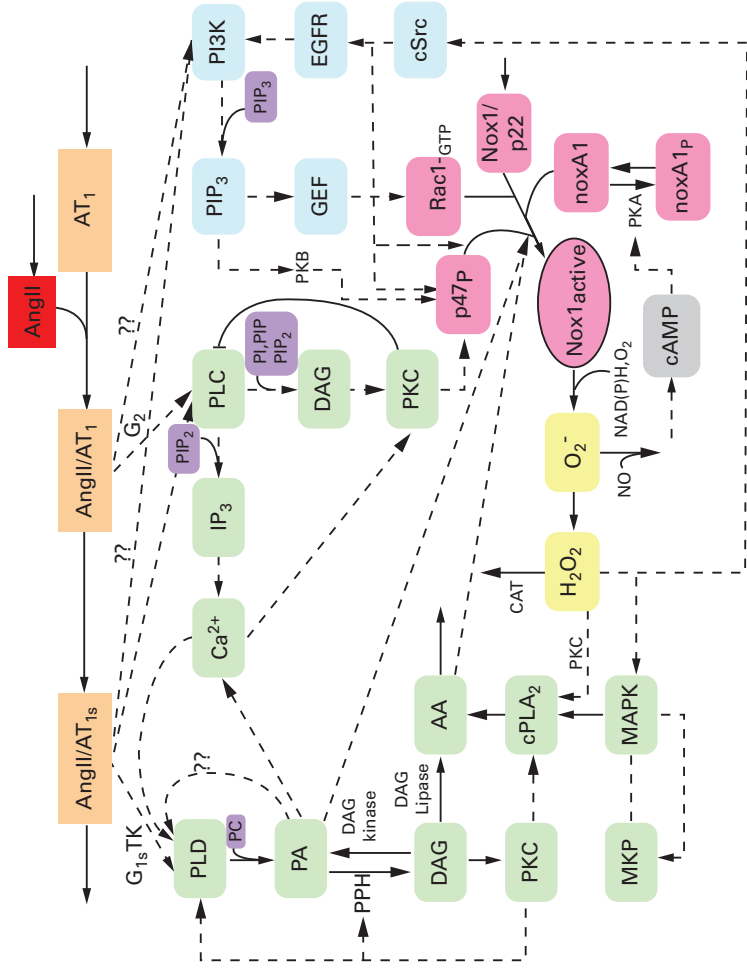 AngII
AngII/AT1s
AngII/AT1
AT1
G1sTK
??
??
G2
??
PLD
PC
PA
PPH
DAG
kinase
DAG
DAG
Lipase
AA
PKC
cPLA2
PKC
MKP
MAPK
Ca2+
IP3
PIP2
PLC
PI,PIP
PIP2
DAG
PKC
PIP3
PIP3
PI3K
GEF
EGFR
cSrc
PKB
p47P
Rac1-GTP
Nox1/
p22
noxA1
noxA1P
PKA
Nox1active
NAD(P)H,O2
O2-
NO
cAMP
H2O2
CAT